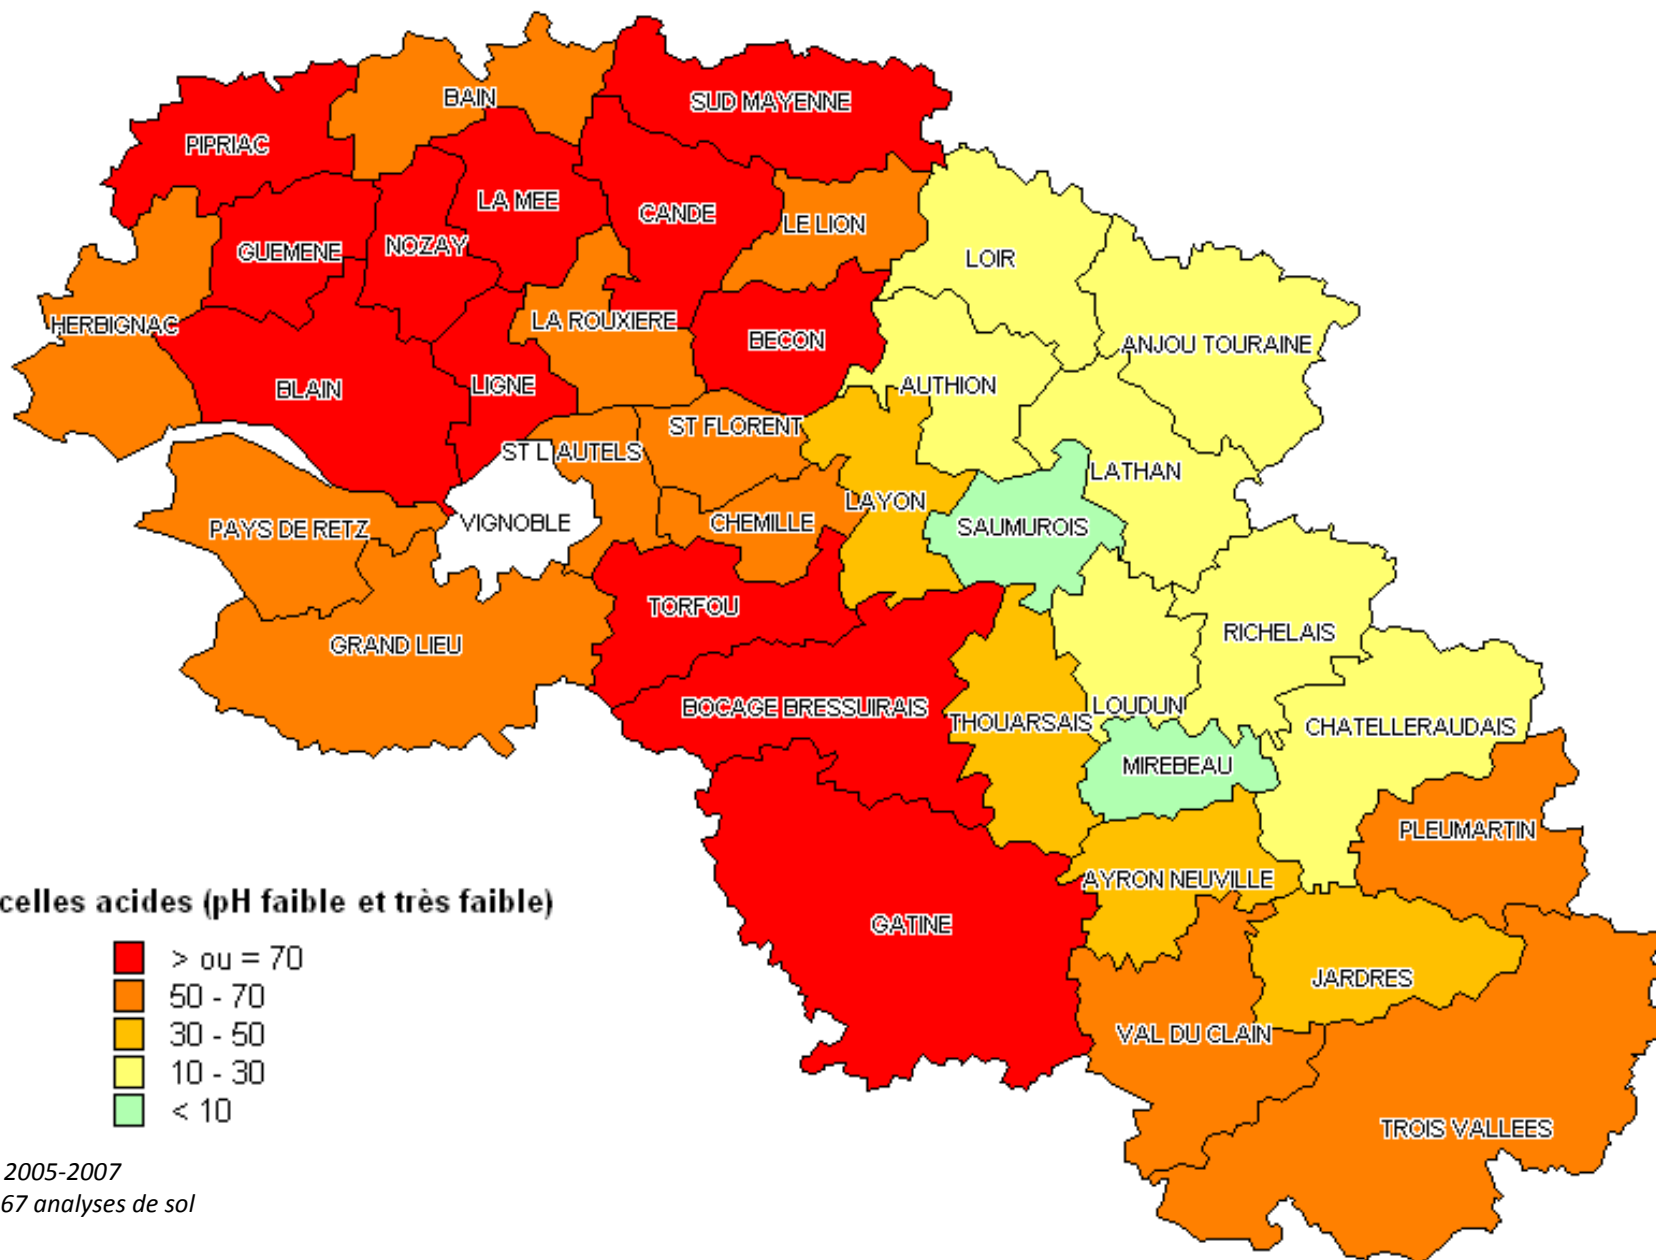 BAIN
SUD MAYENNE
PIPRIAC
LA MEE
CANDE
LE LION
GUEMENE
NOZAY
LOIR
HERBIGNAC
LA ROUXIERE
BECON
ANJOU TOURAINE
BLAIN
LIGNE
AUTHION
ST FLORENT
ST L AUTELS
LATHAN
LAYON
PAYS DE RETZ
VIGNOBLE
CHEMILLE
SAUMUROIS
TORFOU
RICHELAIS
GRAND LIEU
BOCAGE BRESSUIRAIS
LOUDUN
THOUARSAIS
CHATELLERAUDAIS
MIREBEAU
PLEUMARTIN
AYRON NEUVILLE
GATINE
JARDRES
VAL DU CLAIN
TROIS VALLEES
celles acides (pH faible et très faible)
> ou = 70
50 - 70
30 - 50
10 - 30
< 10
2005-2007
67 analyses de sol